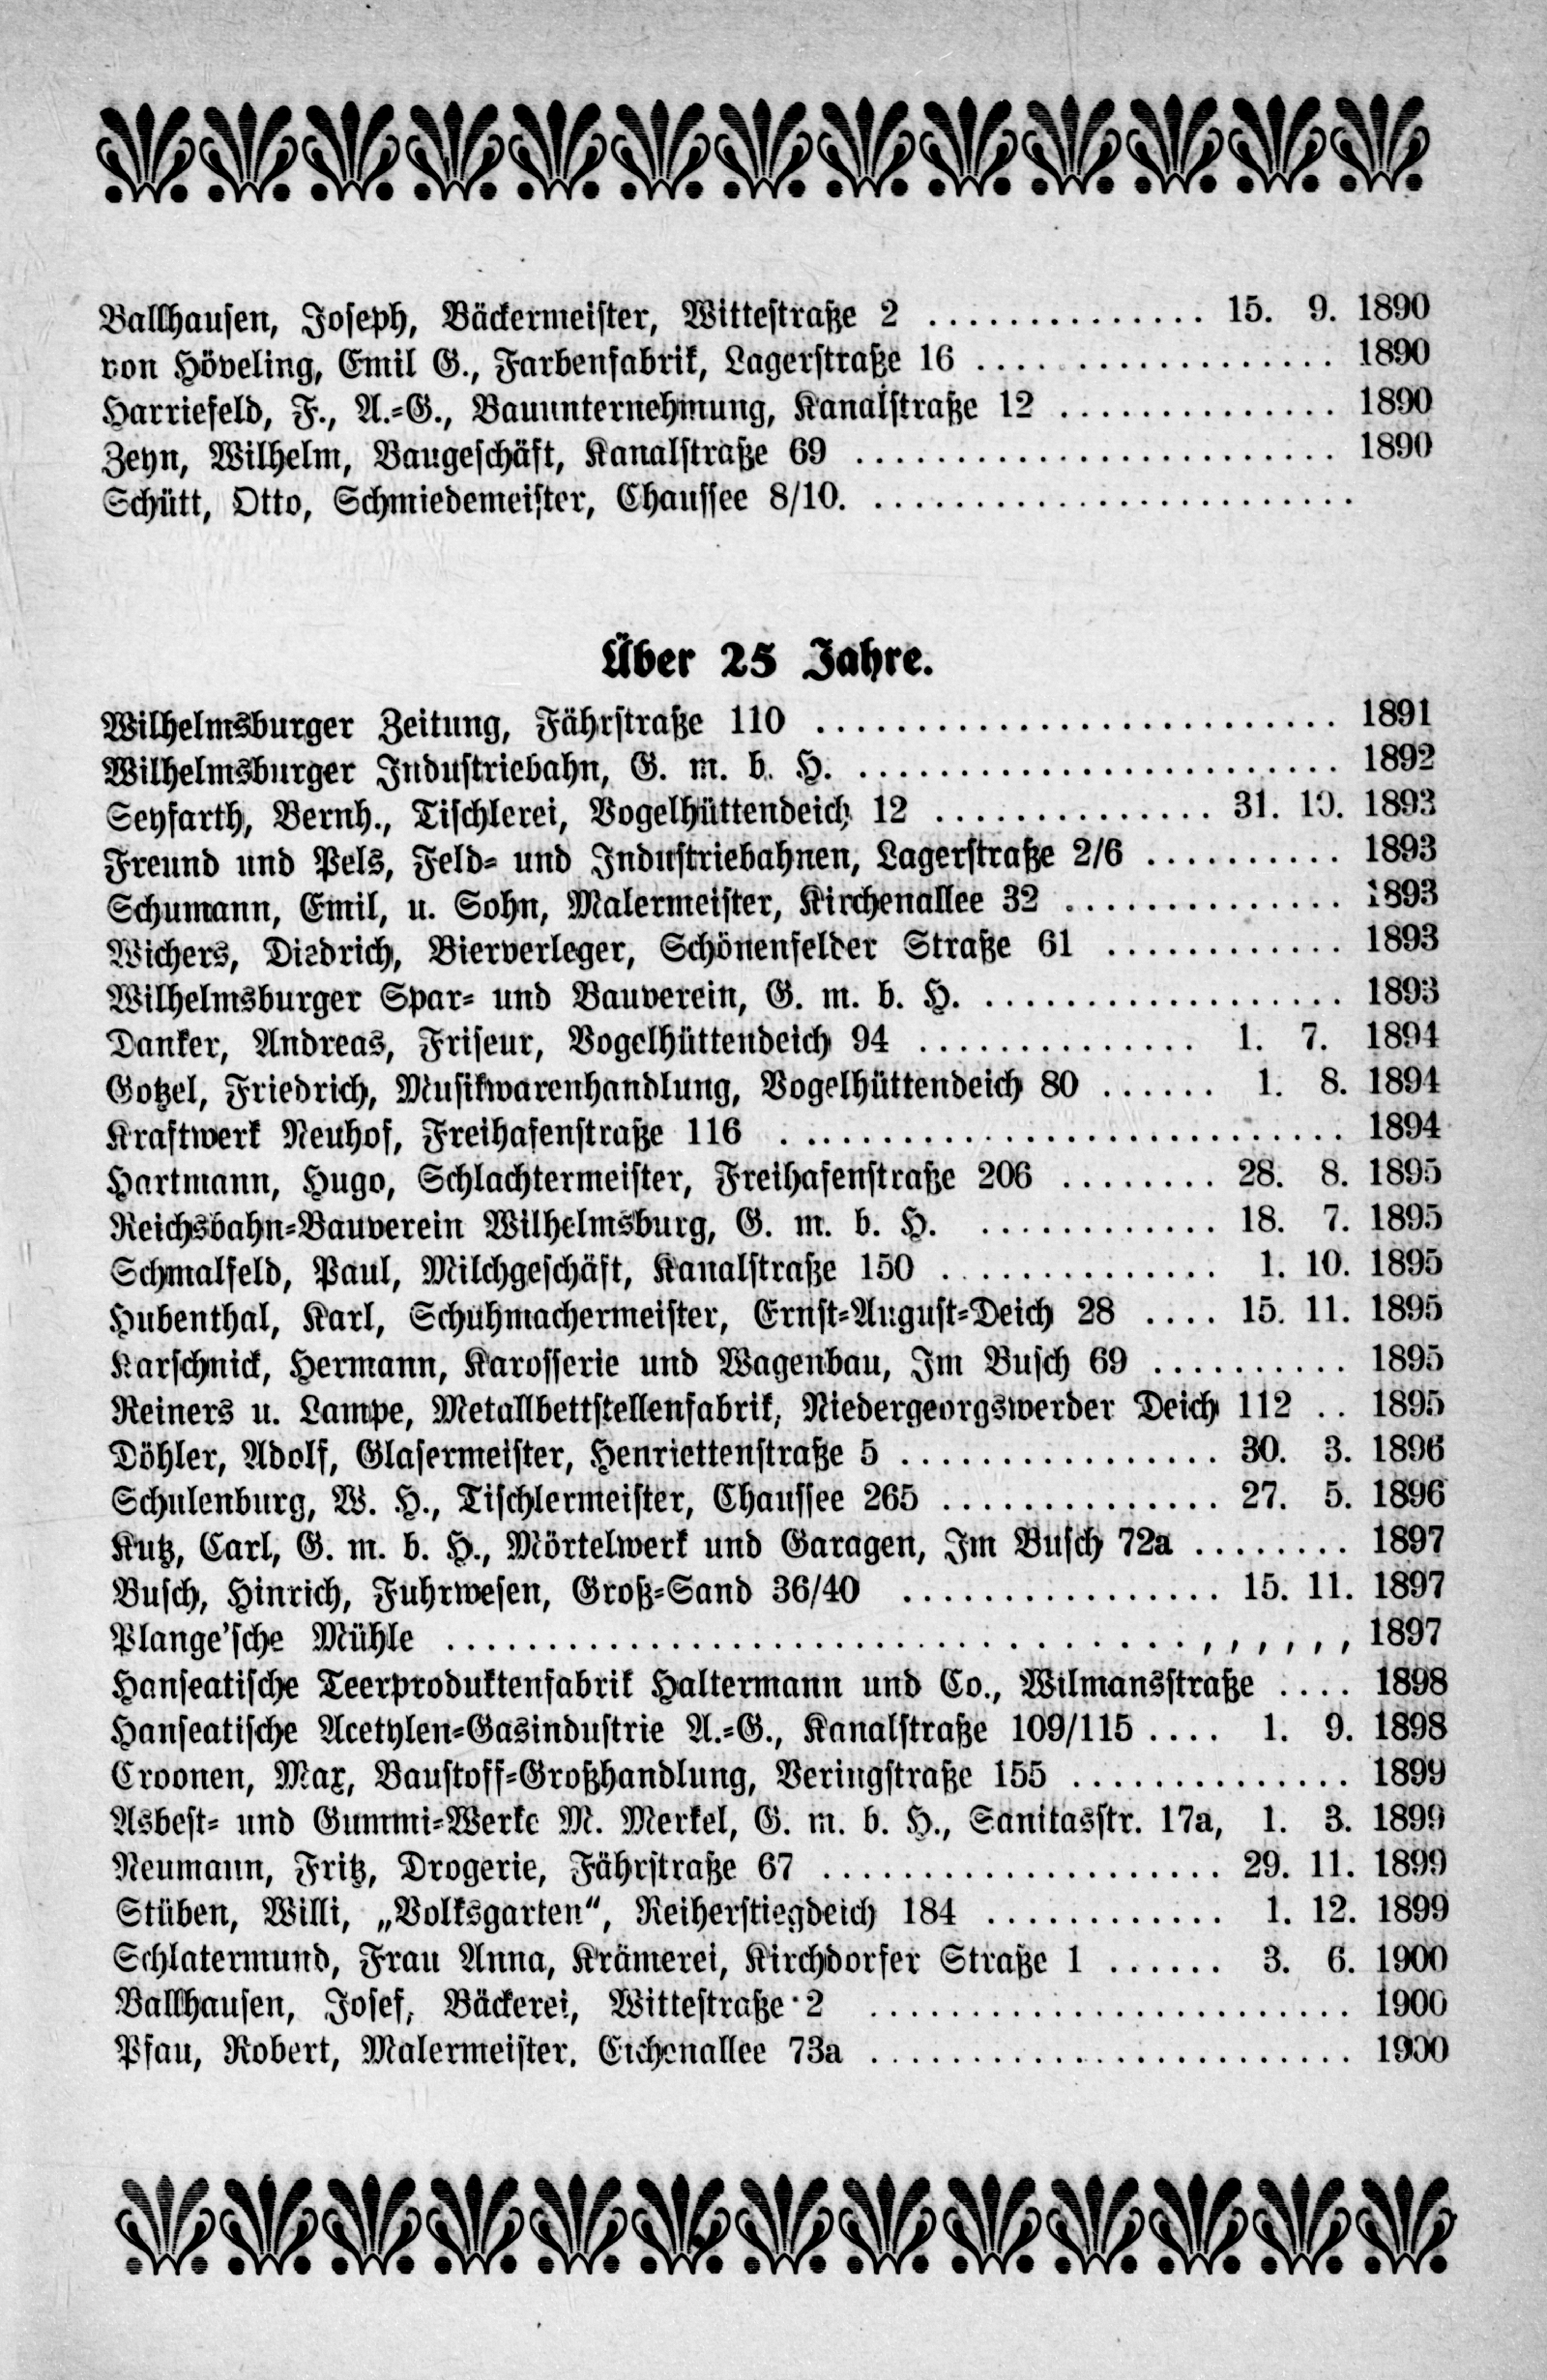 Ballhausen, Joseph, Bäckermeister, Wittestraße 2 .............. 15. 9. 1890
von Höveling, Emil G., Farbenfabrik, Lagerstraße 16 .................. 1890
Harriefeld, F., A.-G., Bauunternehmung, Kanalstraße 12 .............. 1890
Zeyn, Wilhelm, Baugeschäft, Kanalstraße 69 ........................ 1890
Schütt, Otto, Schmiedemeister, Chaussee 8/10. ........................
Über 25 Jahre.
Wilhelmsburger Zeitung, Fährstraße 110 .......................... 1891
Wilhelmsburger Industriebahn, G. m. b. H. ........................ 1892
Seyfarth, Bernh., Tischlerei, Vogelhüttendeich 12 .............. 31. 10. 1893
Freund und Pels, Feld- und Industriebahnen, Lagerstraße 2/6 .......... 1893
Schumann, Emil, u. Sohn, Malermeister, Kirchenallee 32 .............. 1893
Wichers, Diedrich, Bierverleger, Schönenfelder Straße 61 ............ 1893
Wilhelmsburger Spar- und Bauverein, G. m. b. H. .................. 1893
Danker, Andreas, Friseur, Vogelhüttendeich 94 .............. 1. 7. 1894
Gotzel, Friedrich, Musikwarenhandlung, Vogelhüttendeich 80 ...... 1. 8. 1894
Kraftwerk Neuhof, Freihafenstraße 116 ............................ 1894
Hartmann, Hugo, Schlachtermeister, Freihafenstraße 206 ........ 28. 8. 1895
Reichsbahn-Bauverein Wilhelmsburg, G. m. b. H. ............ 18. 7. 1895
Schmalfeld, Paul, Milchgeschäft, Kanalstraße 150 .............. 1. 10. 1895
Hubenthal, Karl, Schuhmachermeister, Ernst-August-Deich 28 .... 15. 11. 1895
Karschnick, Hermann, Karosserie und Wagenbau, Im Busch 69 .......... 1895
Reiners u. Lampe, Metallbettstellenfabrik, Niedergeorgswerder Deich 112 .. 1895
Döhler, Adolf, Glasermeister, Henriettenstraße 5 ................ 30. 3. 1896
Schulenburg, W. H., Tischlermeister, Chaussee 265 .............. 27. 5. 1896
Kutz, Carl, G. m. b. H., Mörtelwerk und Garagen, Im Busch 72a ........ 1897
Busch, Hinrich, Fuhrwesen, Groß-Sand 36/40 ................ 15. 11. 1897
Plange'sche Mühle ......................................,,,,,, 1897
Hanseatische Teerproduktenfabrik Haltermann und Co., Wilmansstraße .... 1898
Hanseatische Acetylen-Gasindustrie A.-G., Kanalstraße 109/115 .... 1. 9. 1898
Croonen, Max, Baustoff-Großhandlung, Veringstraße 155 .............. 1899
Asbest- und Gummi-Werke M. Merkel, G. m. b. H., Sanitasstr. 17a, 1. 3. 1899
Neumann, Fritz, Drogerie, Fährstraße 67 .................... 29. 11. 1899
Stüben, Willi, „Volksgarten“, Reiherstiegdeich 184 ............ 1. 12. 1899
Schlatermund, Frau Anna, Krämerei, Kirchdorfer Straße 1 ...... 3. 6. 1900
Ballhausen, Josef, Bäckerei, Wittestraße 2 ........................ 1900
Pfau, Robert, Malermeister, Eichenallee 73a ........................ 1900